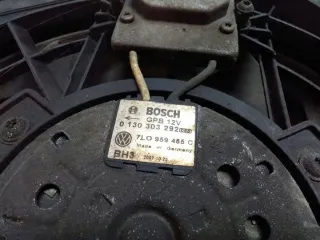 BOSCH
GPB 12V
0 130 303 292
7L0 959 455 C
Made in Germany
BH3